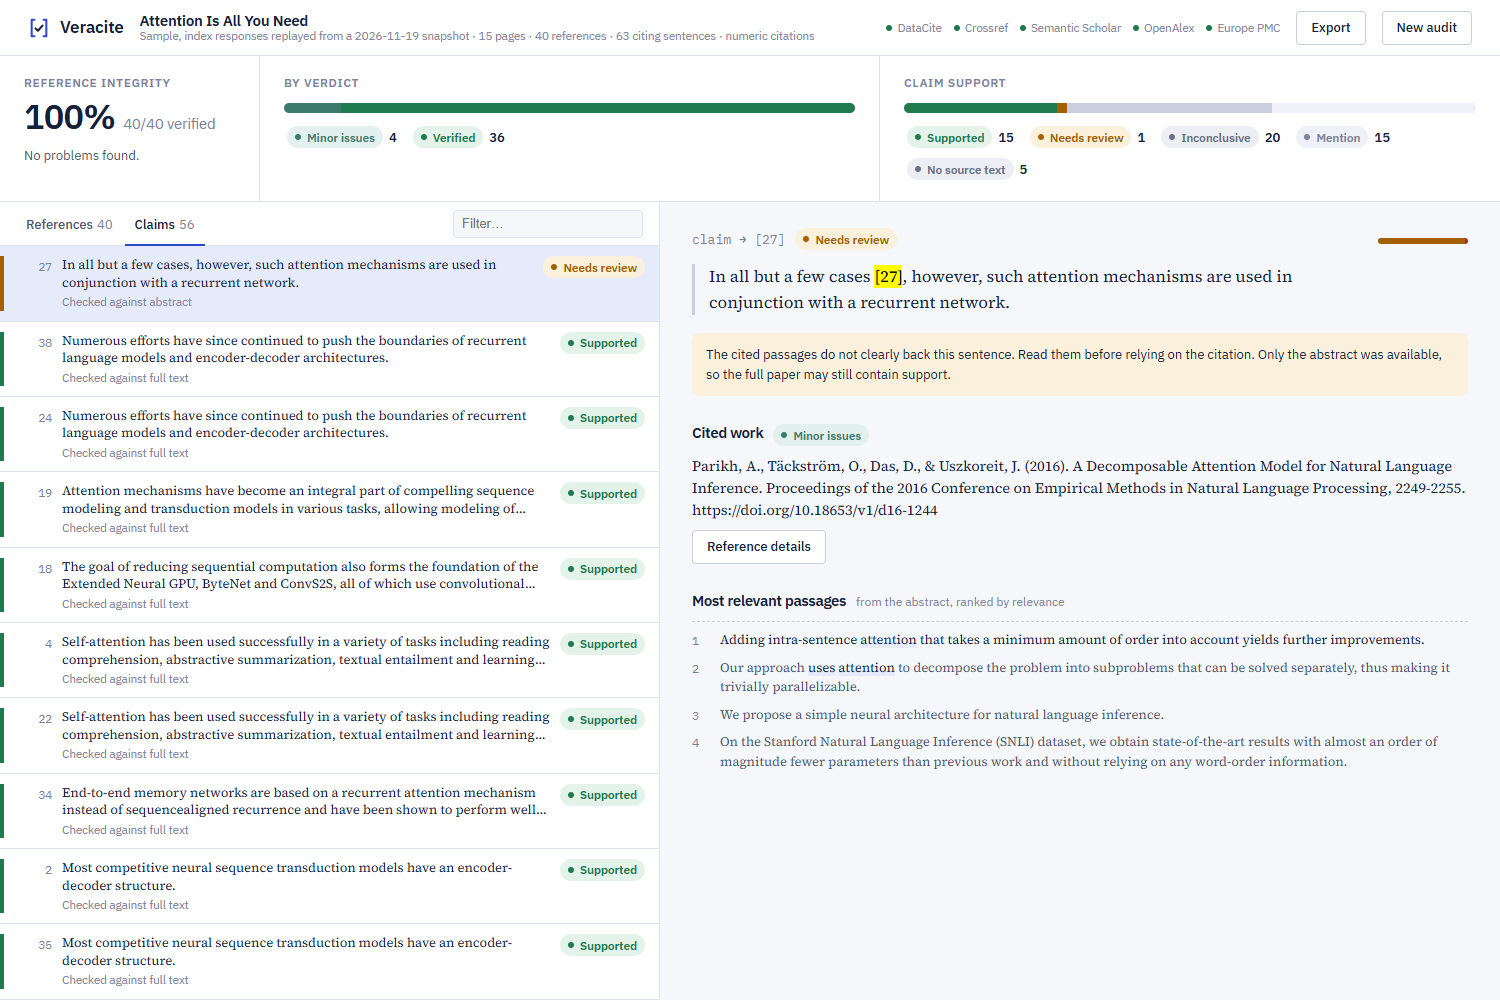 Veracite
Attention Is All You Need
Sample, index responses replayed from a 2026-11-19 snapshot · 15 pages · 40 references · 63 citing sentences · numeric citations
DataCite
Crossref
Semantic Scholar
OpenAlex
Europe PMC
Export
New audit
REFERENCE INTEGRITY
100% 40/40 verified
No problems found.
BY VERDICT
Minor issues 4
Verified 36
CLAIM SUPPORT
Supported 15
Needs review 1
Inconclusive 20
Mention 15
No source text 5
References 40
Claims 56
Filter...
27
In all but a few cases, however, such attention mechanisms are used in
conjunction with a recurrent network.
Checked against abstract
Needs review
38
Numerous efforts have since continued to push the boundaries of recurrent
language models and encoder-decoder architectures.
Checked against full text
Supported
24
Numerous efforts have since continued to push the boundaries of recurrent
language models and encoder-decoder architectures.
Checked against full text
Supported
19
Attention mechanisms have become an integral part of compelling sequence
modeling and transduction models in various tasks, allowing modeling of...
Checked against full text
Supported
18
The goal of reducing sequential computation also forms the foundation of the
Extended Neural GPU, ByteNet and ConvS2S, all of which use convolutional...
Checked against full text
Supported
4
Self-attention has been used successfully in a variety of tasks including reading
comprehension, abstractive summarization, textual entailment and learning...
Checked against full text
Supported
22
Self-attention has been used successfully in a variety of tasks including reading
comprehension, abstractive summarization, textual entailment and learning...
Checked against full text
Supported
34
End-to-end memory networks are based on a recurrent attention mechanism
instead of sequencealigned recurrence and have been shown to perform well...
Checked against full text
Supported
2
Most competitive neural sequence transduction models have an encoder-
decoder structure.
Checked against full text
Supported
35
Most competitive neural sequence transduction models have an encoder-
decoder structure.
Checked against full text
Supported
claim → [27]
Needs review
In all but a few cases [27], however, such attention mechanisms are used in
conjunction with a recurrent network.
The cited passages do not clearly back this sentence. Read them before relying on the citation. Only the abstract was available,
so the full paper may still contain support.
Cited work
Minor issues
Parikh, A., Täckström, O., Das, D., & Uszkoreit, J. (2016). A Decomposable Attention Model for Natural Language
Inference. Proceedings of the 2016 Conference on Empirical Methods in Natural Language Processing, 2249-2255.
https://doi.org/10.18653/v1/d16-1244
Reference details
Most relevant passages from the abstract, ranked by relevance
1 Adding intra-sentence attention that takes a minimum amount of order into account yields further improvements.
2 Our approach uses attention to decompose the problem into subproblems that can be solved separately, thus making it
trivially parallelizable.
3 We propose a simple neural architecture for natural language inference.
4 On the Stanford Natural Language Inference (SNLI) dataset, we obtain state-of-the-art results with almost an order of
magnitude fewer parameters than previous work and without relying on any word-order information.